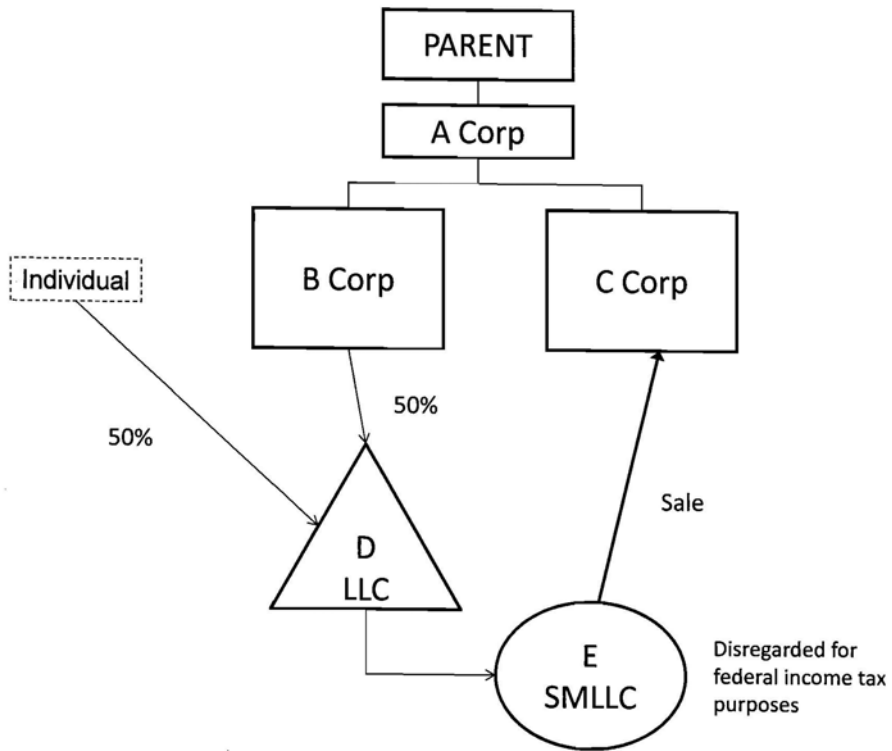 PARENT
A Corp
B Corp
C Corp
Individual
50%
50%
Sale
D
LLC
E
SMLLC
Disregarded for
federal income tax
purposes